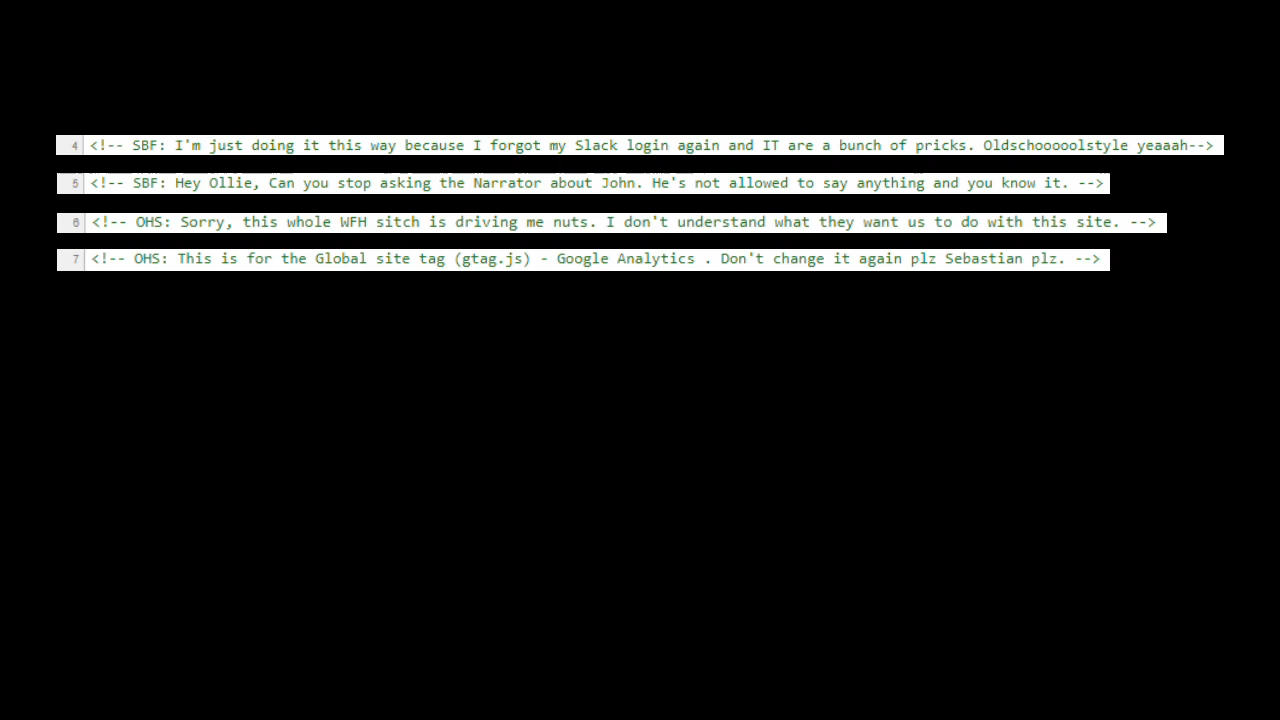 4 <!-- SBF: I'm just doing it this way because I forgot my Slack login again and IT are a bunch of pricks. Oldschooooolstyle yeaaah-->
5 <!-- SBF: Hey Ollie, Can you stop asking the Narrator about John. He's not allowed to say anything and you know it. -->
6 <!-- OHS: Sorry, this whole WFH sitch is driving me nuts. I don't understand what they want us to do with this site. -->
7 <!-- OHS: This is for the Global site tag (gtag.js) - Google Analytics . Don't change it again plz Sebastian plz. -->